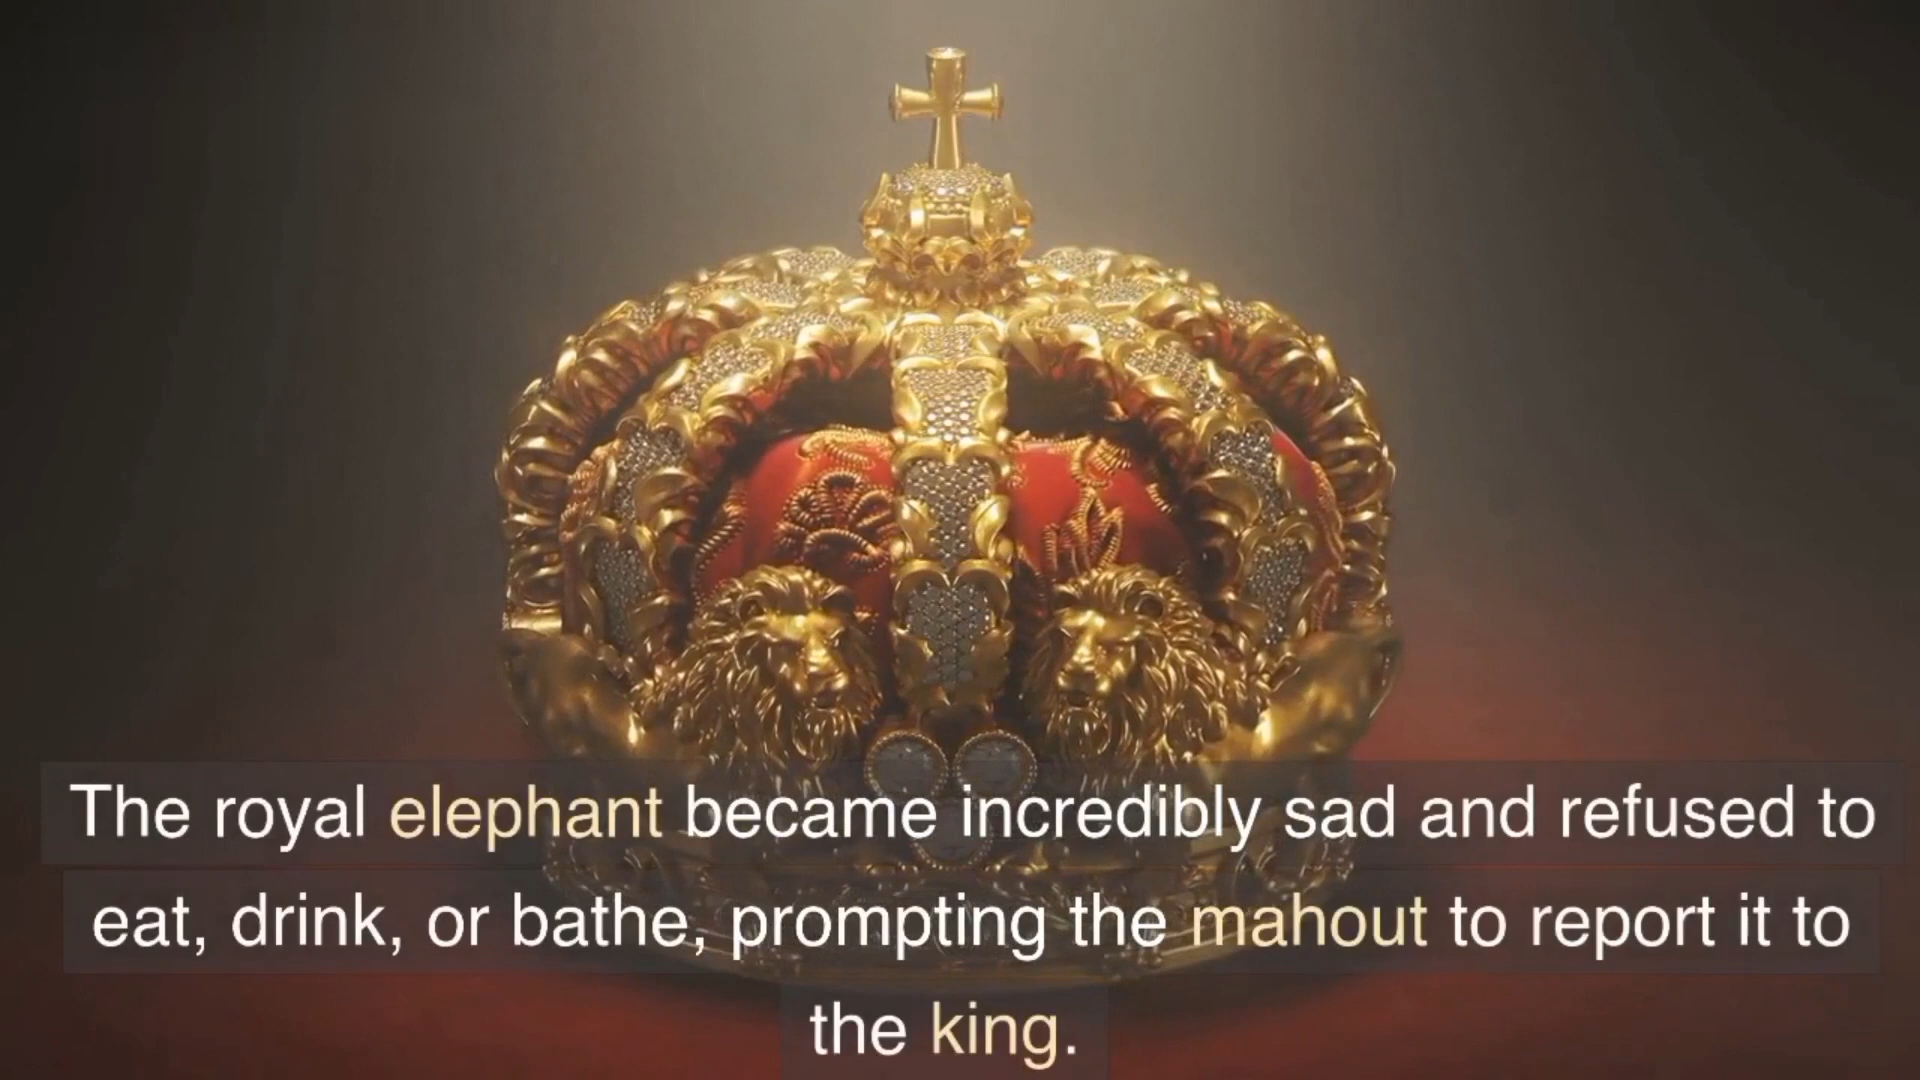 The royal elephant became incredibly sad and refused to
eat, drink, or bathe, prompting the mahout to report it to
the king.